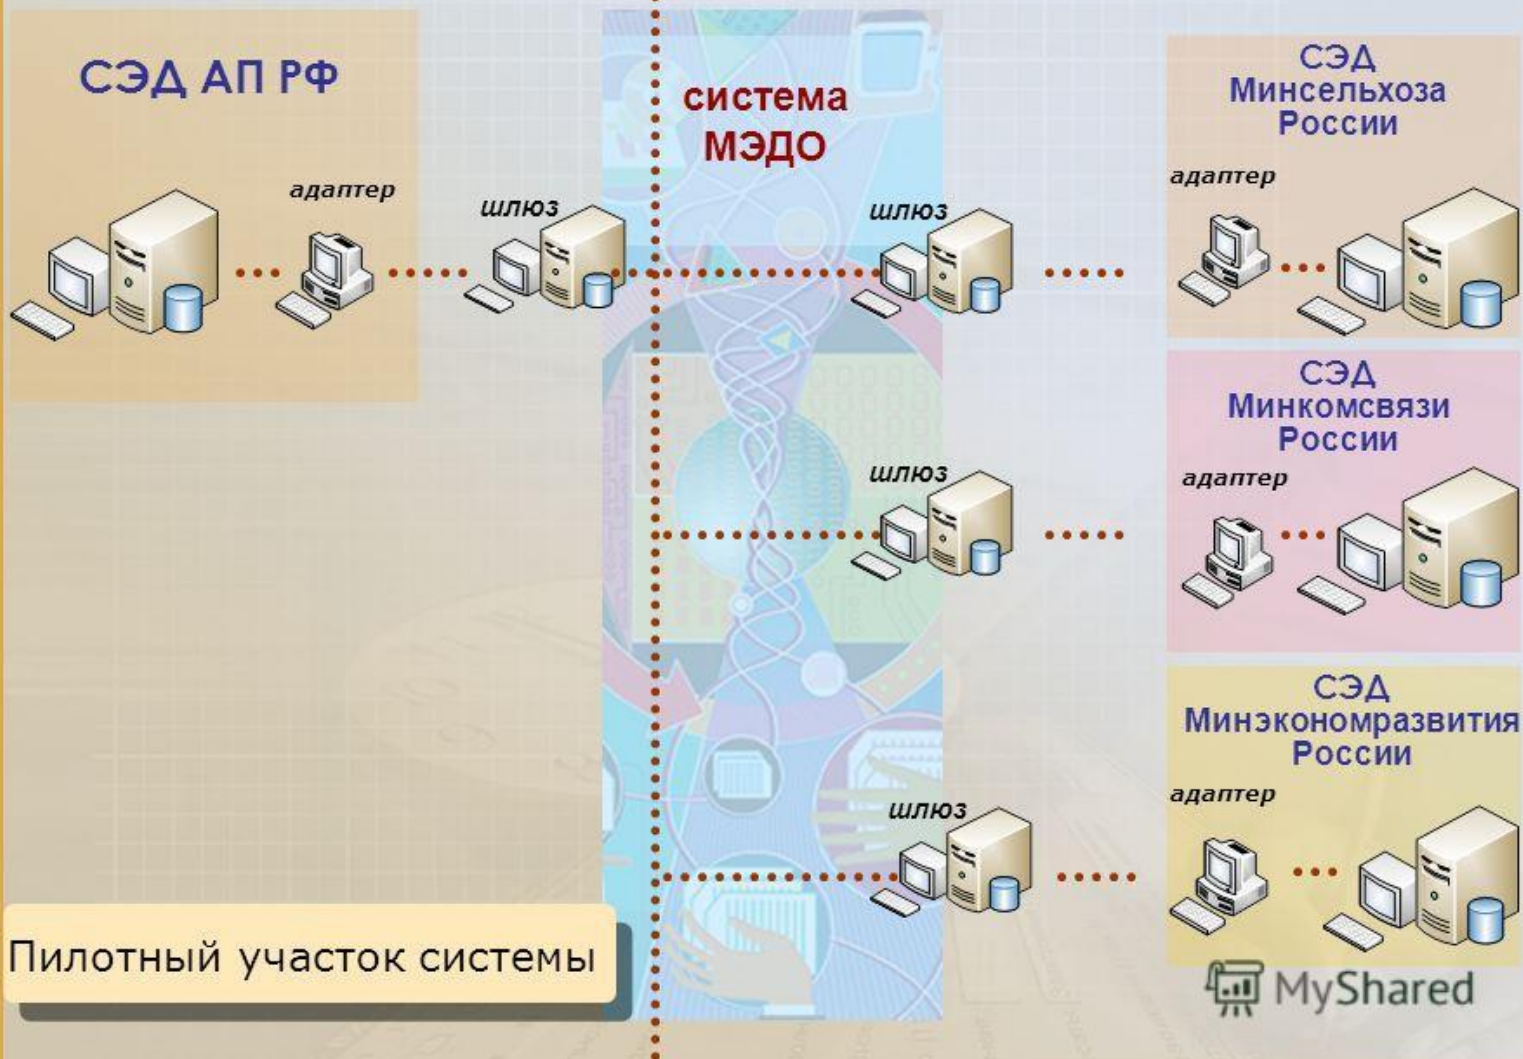 СЭД АП РФ
адаптер
шлюз
система
МЭДО
шлюз
СЭД
Минсельхоза
России
адаптер
шлюз
СЭД
Минкомсвязи
России
адаптер
шлюз
СЭД
Минэкономразвития
России
адаптер
Пилотный участок системы
MyShared